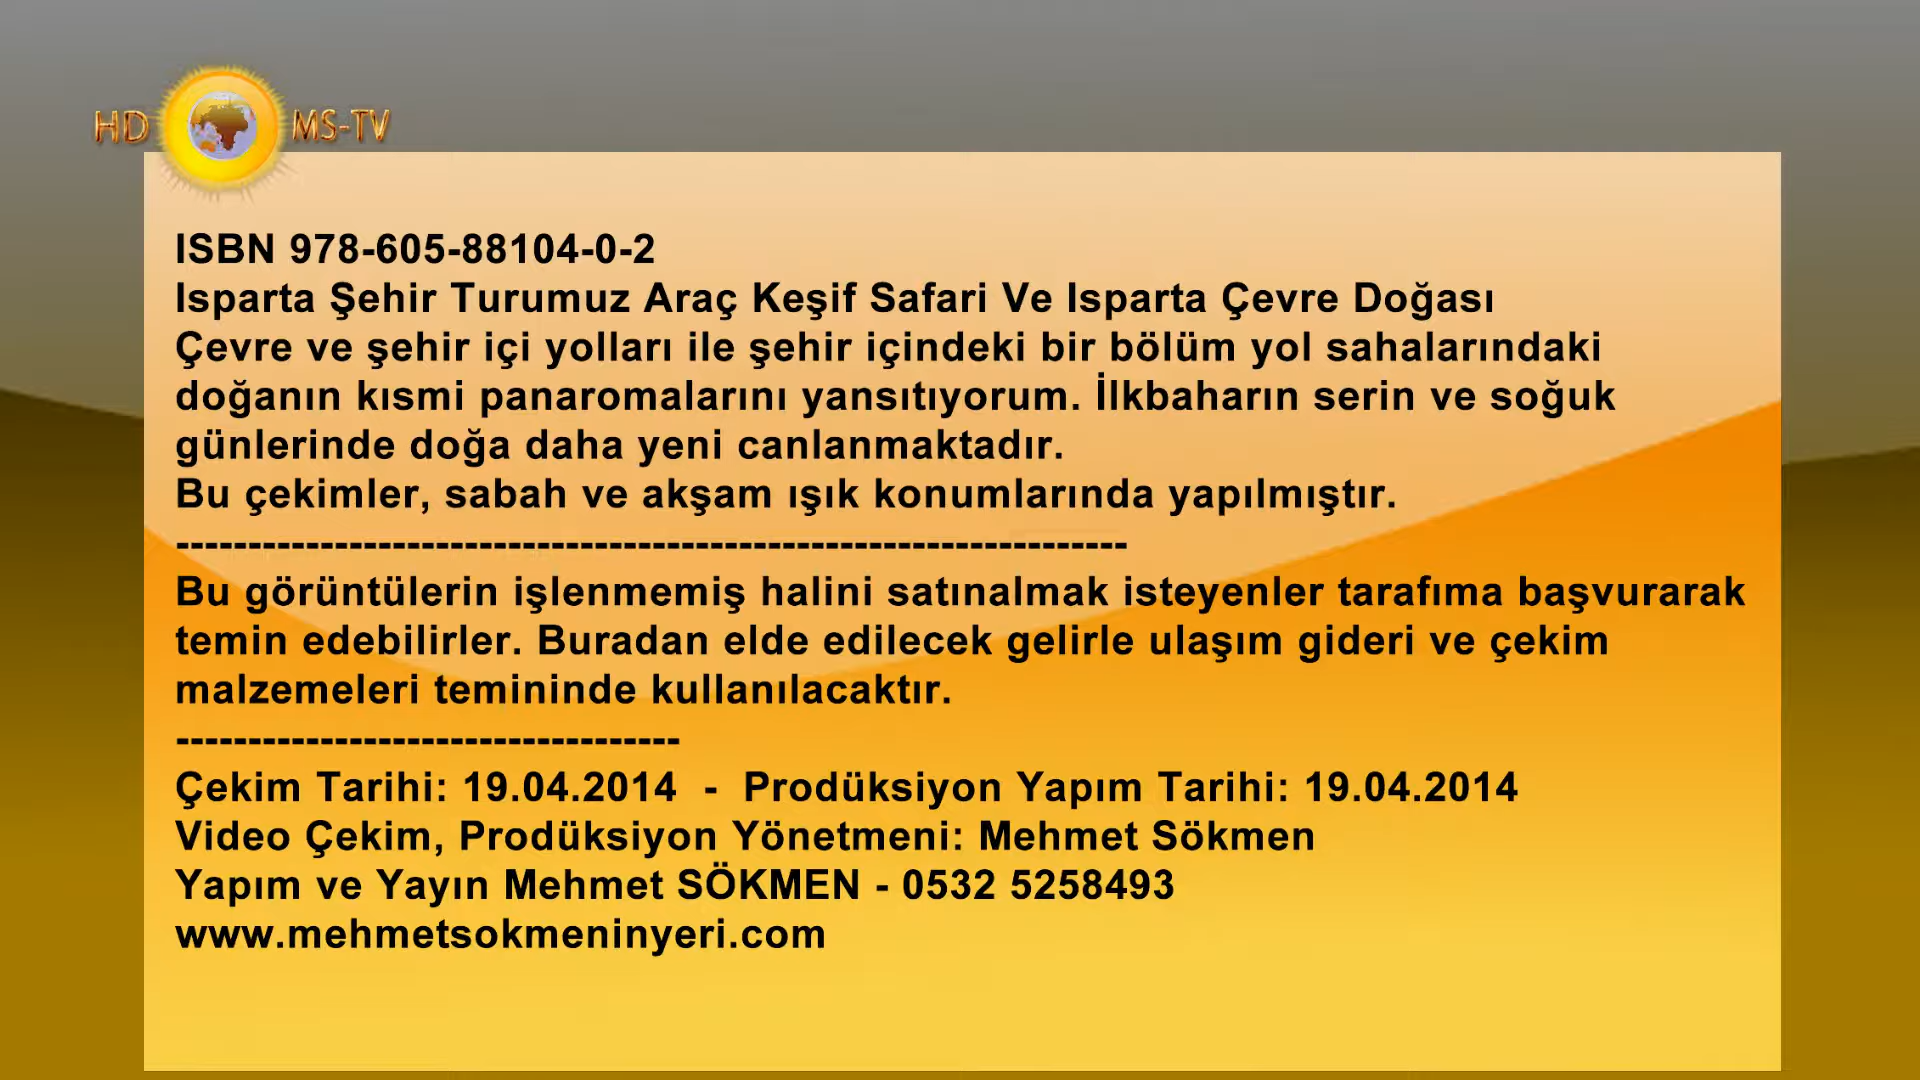 HD MS-TV
ISBN 978-605-88104-0-2
Isparta Şehir Turumuz Araç Keşif Safari Ve Isparta Çevre Doğası
Çevre ve şehir içi yolları ile şehir içindeki bir bölüm yol sahalarındaki
doğanın kısmi panaromalarını yansıtıyorum. İlkbaharın serin ve soğuk
günlerinde doğa daha yeni canlanmaktadır.
Bu çekimler, sabah ve akşam ışık konumlarında yapılmıştır.
------------------------------------------------------------------
Bu görüntülerin işlenmemiş halini satınalmak isteyenler tarafıma başvurarak
temin edebilirler. Buradan elde edilecek gelirle ulaşım gideri ve çekim
malzemeleri temininde kullanılacaktır.
-----------------------------------
Çekim Tarihi: 19.04.2014  -  Prodüksiyon Yapım Tarihi: 19.04.2014
Video Çekim, Prodüksiyon Yönetmeni: Mehmet Sökmen
Yapım ve Yayın Mehmet SÖKMEN - 0532 5258493
www.mehmetsokmeninyeri.com